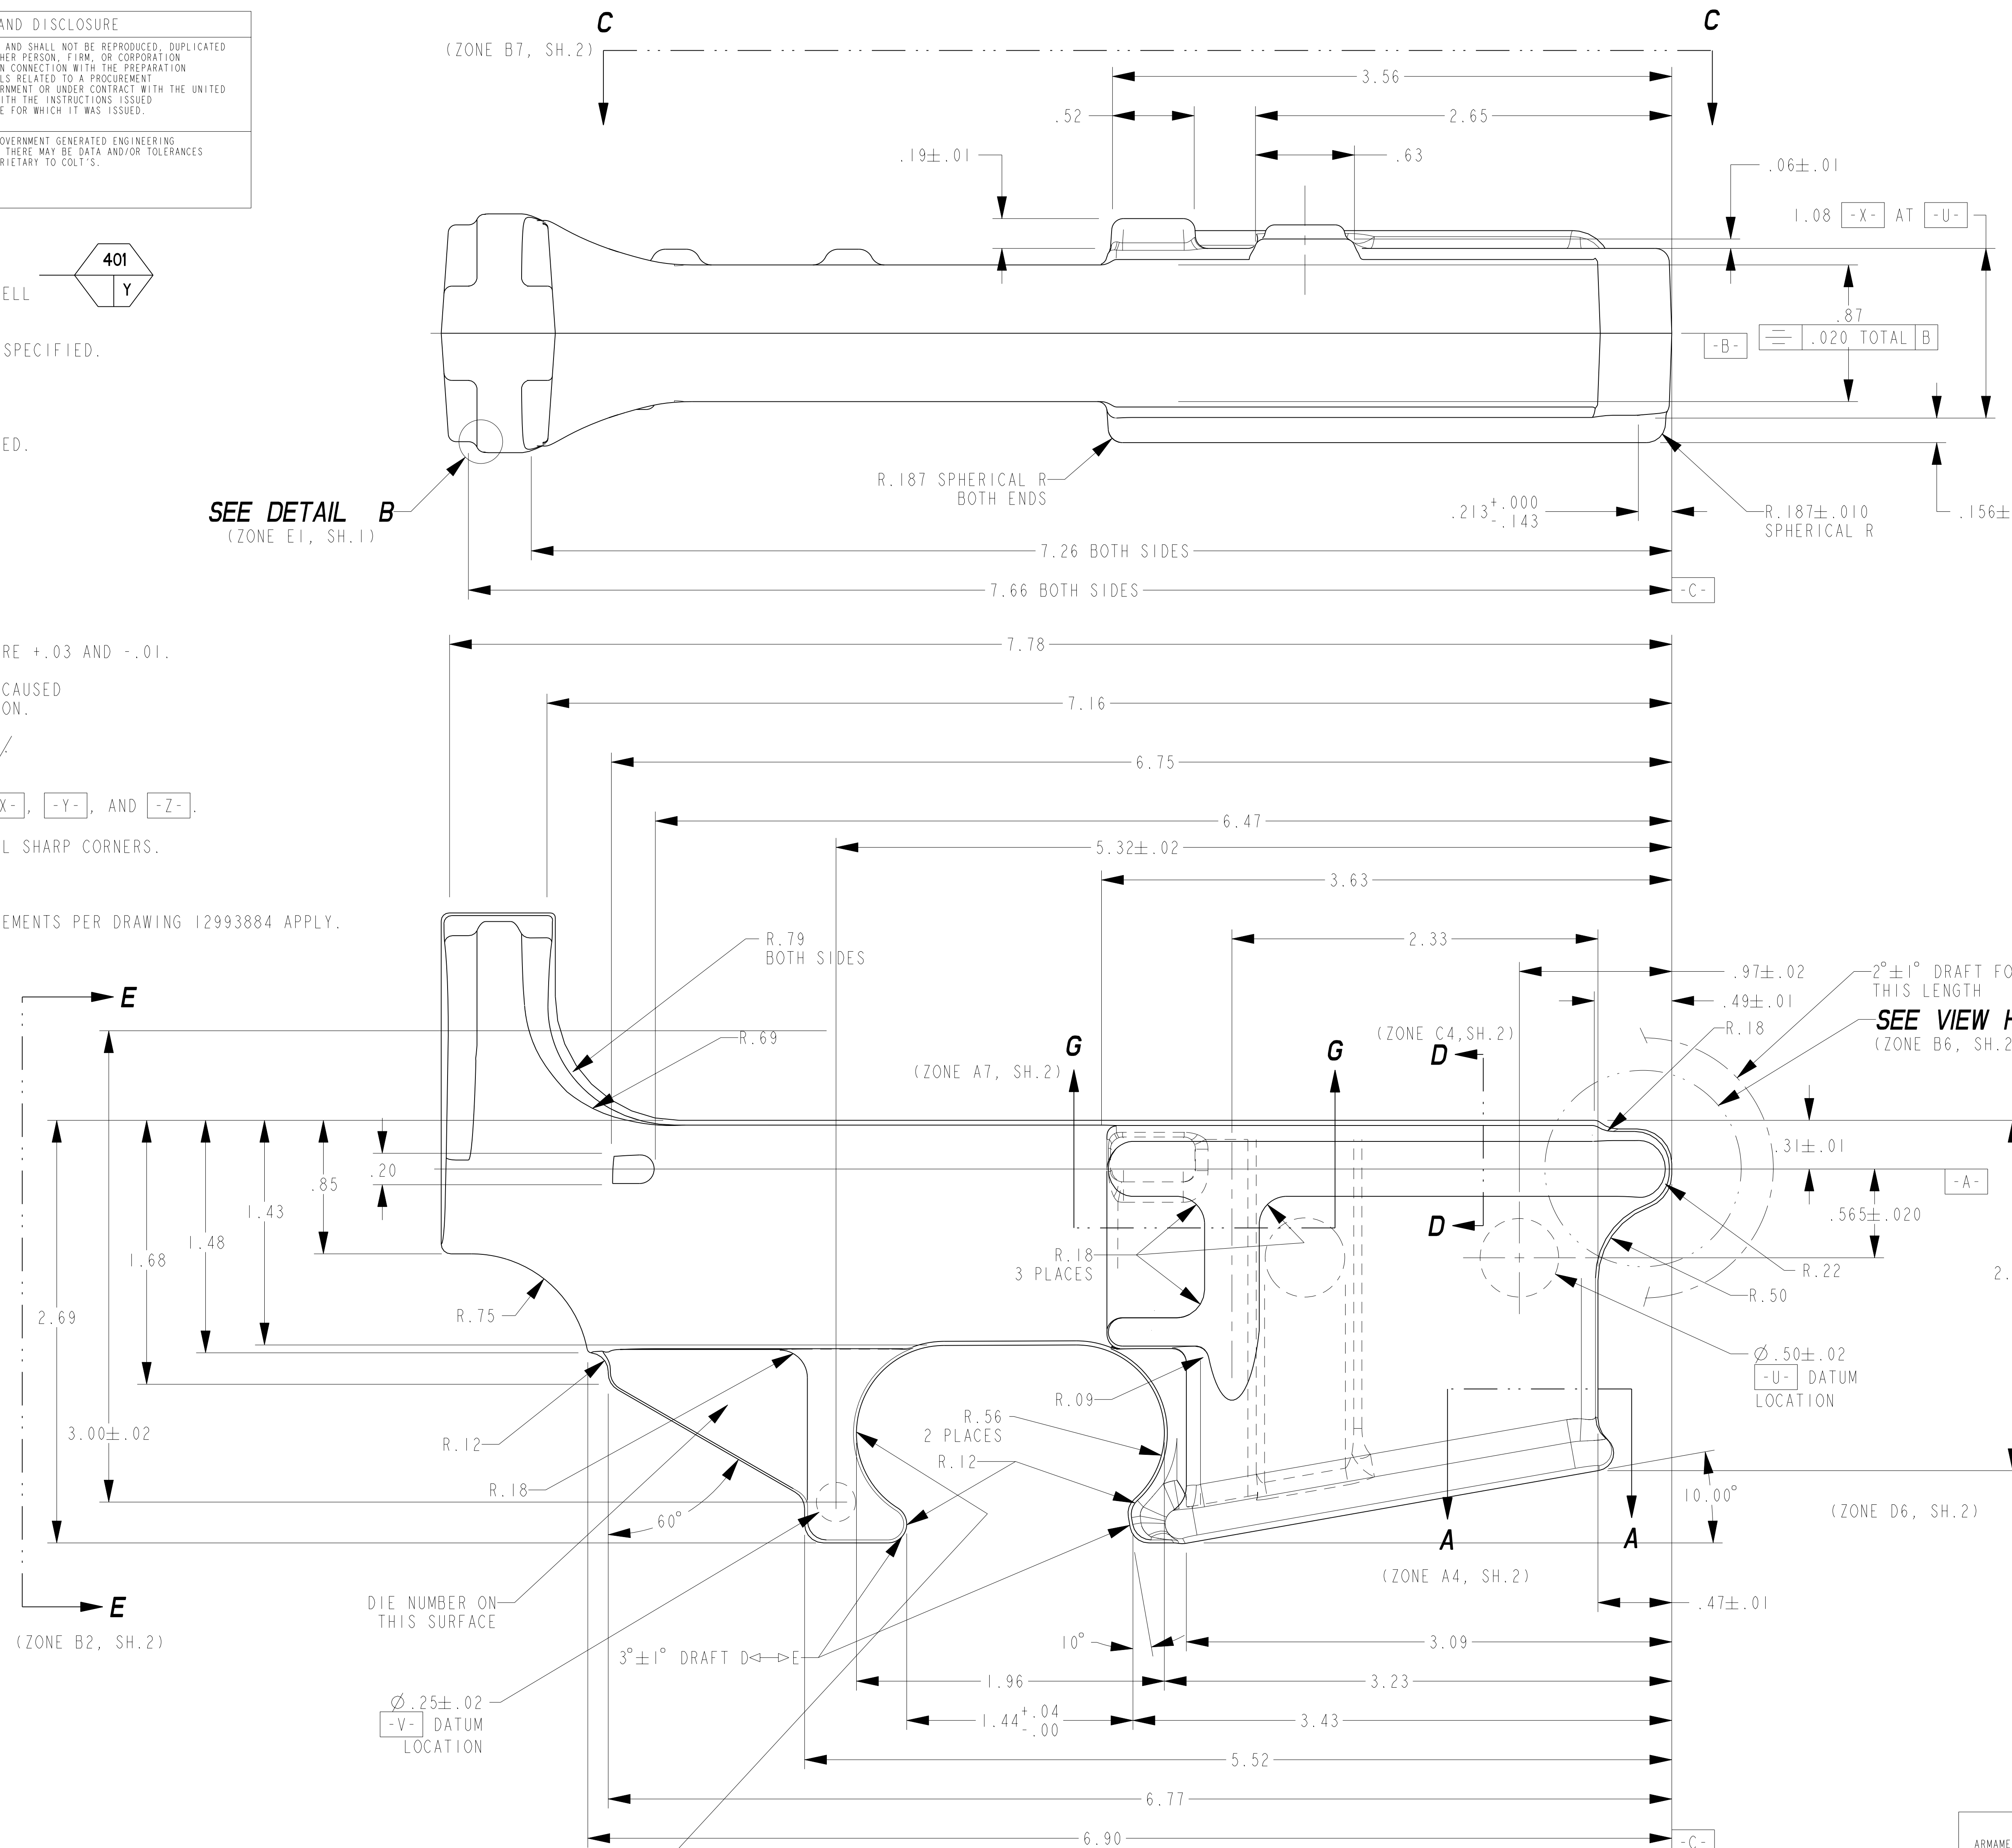 AND DISCLOSURE
AND SHALL NOT BE REPRODUCED, DUPLICATED
HER PERSON, FIRM, OR CORPORATION
N CONNECTION WITH THE PREPARATION
LS RELATED TO A PROCUREMENT
RNMENT OR UNDER CONTRACT WITH THE UNITED
ITH THE INSTRUCTIONS ISSUED
E FOR WHICH IT WAS ISSUED.
OVERNMENT GENERATED ENGINEERING
THERE MAY BE DATA AND/OR TOLERANCES
RIETARY TO COLT'S.
C
C
(ZONE B7, SH.2)
3.56
.52
2.65
.19±.01
.63
.06±.01
1.08 -X- AT -U-
401
Y
ELL
SPECIFIED.
.87
-B-
.020 TOTAL B
ED.
R.187 SPHERICAL R
BOTH ENDS
SEE DETAIL B
(ZONE E1, SH.1)
.213 +.000
-.143
R.187±.010
SPHERICAL R
.156±
7.26 BOTH SIDES
7.66 BOTH SIDES
-C-
RE +.03 AND -.01.
7.78
CAUSED
ON.
7.16
6.75
X-, -Y-, AND -Z-.
6.47
L SHARP CORNERS.
5.32±.02
3.63
EMENTS PER DRAWING 12993884 APPLY.
R.79
BOTH SIDES
2.33
.97±.02
2°±1° DRAFT FO
THIS LENGTH
.49±.01
E
SEE VIEW H
(ZONE B6, SH.2
R.18
(ZONE C4,SH.2)
R.69
G
G
D
(ZONE A7, SH.2)
.31±.01
.20
.85
-A-
1.43
.565±.020
D
1.48
1.68
R.18
3 PLACES
R.22
2.
R.50
2.69
R.75
Ø.50±.02
-U- DATUM
LOCATION
R.09
R.56
2 PLACES
3.00±.02
R.12
R.12
R.18
10.00°
60°
(ZONE D6, SH.2)
A
A
(ZONE A4, SH.2)
DIE NUMBER ON
THIS SURFACE
E
.47±.01
(ZONE B2, SH.2)
10°
3.09
3°±1° DRAFT D E
1.96
3.23
Ø.25±.02
-V- DATUM
LOCATION
1.44 +.04
-.00
3.43
5.52
6.77
6.90
-C-
ARMAME